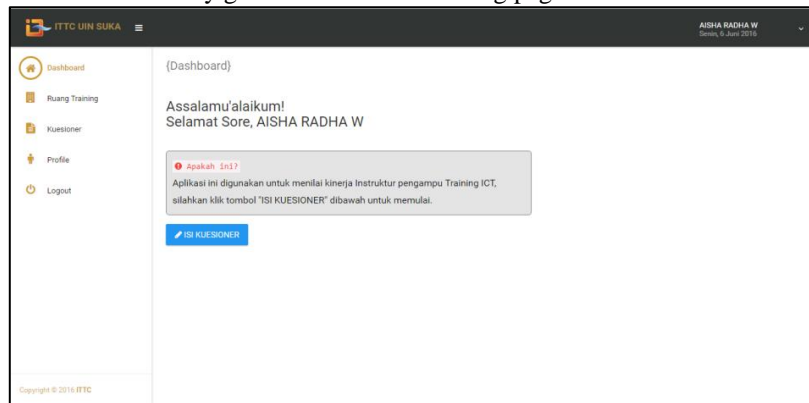 ITTC UIN SUKA
AISHA RADHA W
Senin, 6 Juni 2016
Dashboard
Ruang Training
Kuesioner
Profile
Logout
{Dashboard}
Assalamu'alaikum!
Selamat Sore, AISHA RADHA W
Apakah ini?
Aplikasi ini digunakan untuk menilai kinerja Instruktur pengampu Training ICT,
silahkan klik tombol "ISI KUESIONER" dibawah untuk memulai.
ISI KUESIONER
Copyright © 2016 ITTC